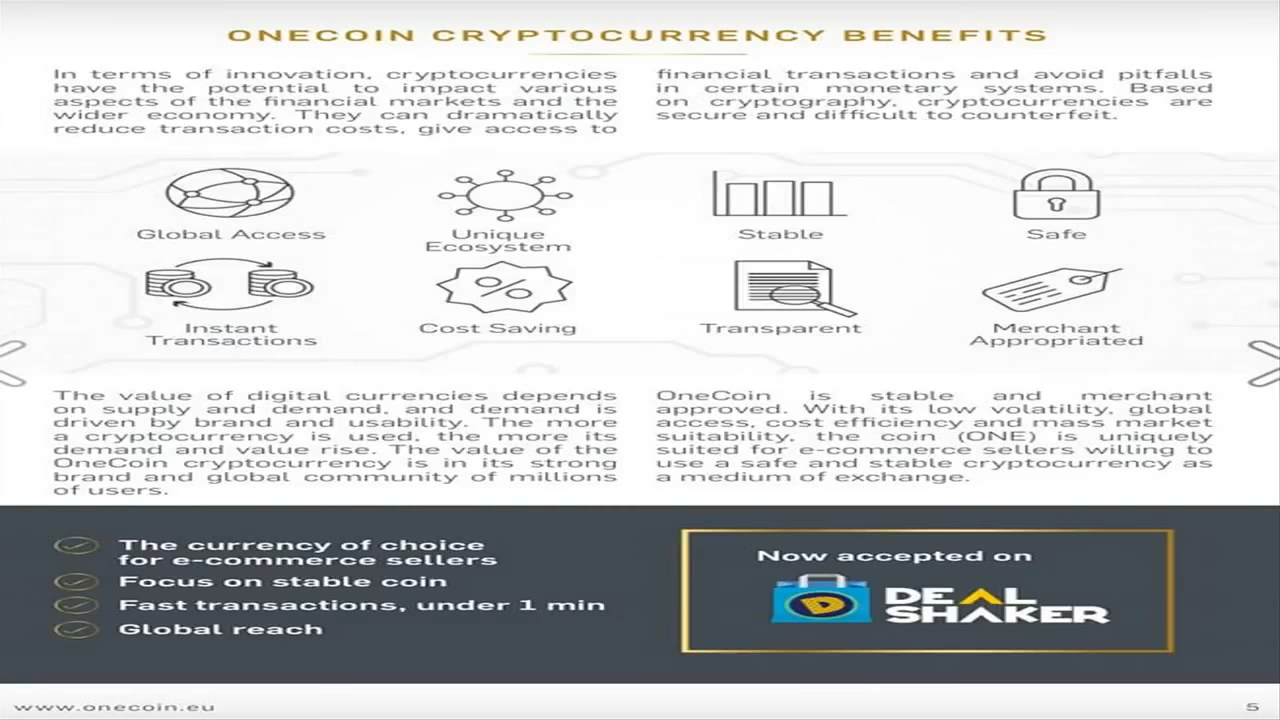 ONECOIN CRYPTOCURRENCY BENEFITS
In terms of innovation, cryptocurrencies
have the potential to impact various
aspects of the financial markets and the
wider economy. They can dramatically
reduce transaction costs, give access to
financial transactions and avoid pitfalls
in certain monetary systems. Based
on cryptography, cryptocurrencies are
secure and difficult to counterfeit.
Global Access
Unique
Ecosystem
Stable
Safe
Instant
Transactions
Cost Saving
Transparent
Merchant
Appropriated
The value of digital currencies depends
on supply and demand, and demand is
driven by brand and usability. The more
a cryptocurrency is used, the more its
demand and value rise. The value of the
OneCoin cryptocurrency is in its strong
brand and global community of millions
of users.
OneCoin is stable and merchant
approved. With its low volatility, global
access, cost efficiency and mass market
suitability, the coin (ONE) is uniquely
suited for e-commerce sellers willing to
use a safe and stable cryptocurrency as
a medium of exchange.
The currency of choice
for e-commerce sellers
Focus on stable coin
Fast transactions, under 1 min
Global reach
Now accepted on
D
DEAL
SHAKER
www.onecoin.eu
5